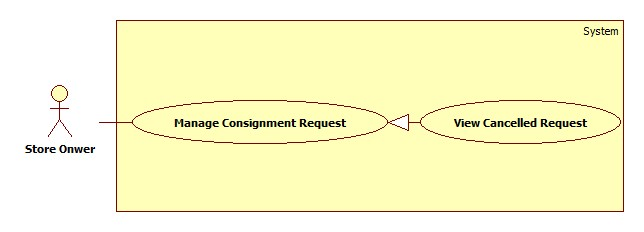 System
Manage Consignment Request
View Cancelled Request
Store Onwer